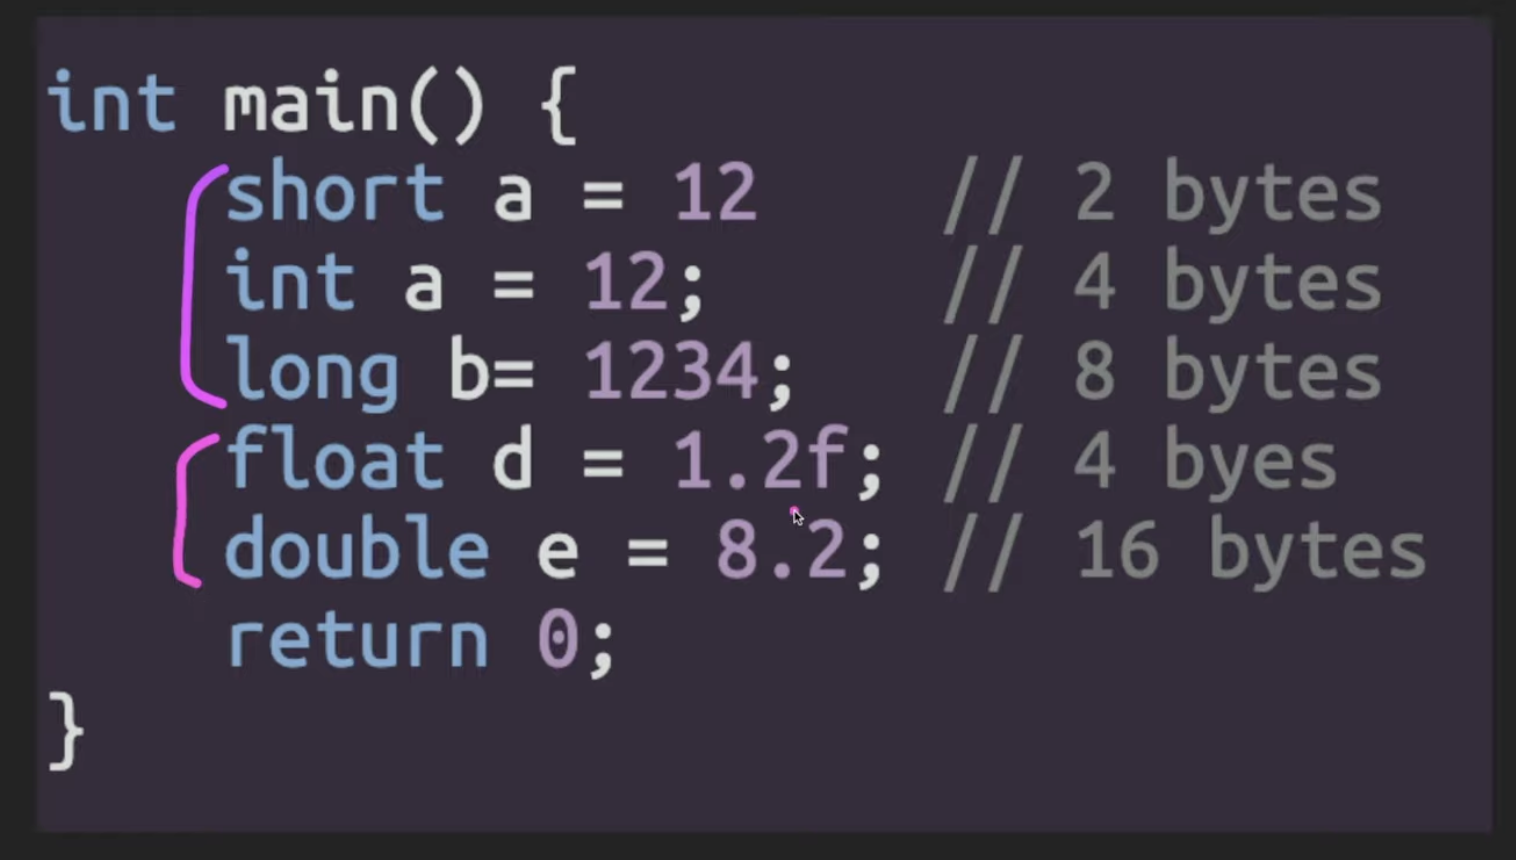 int main() {
    short a = 12    // 2 bytes
    int a = 12;     // 4 bytes
    long b= 1234;   // 8 bytes
    float d = 1.2f; // 4 byes
    double e = 8.2; // 16 bytes
    return 0;
}